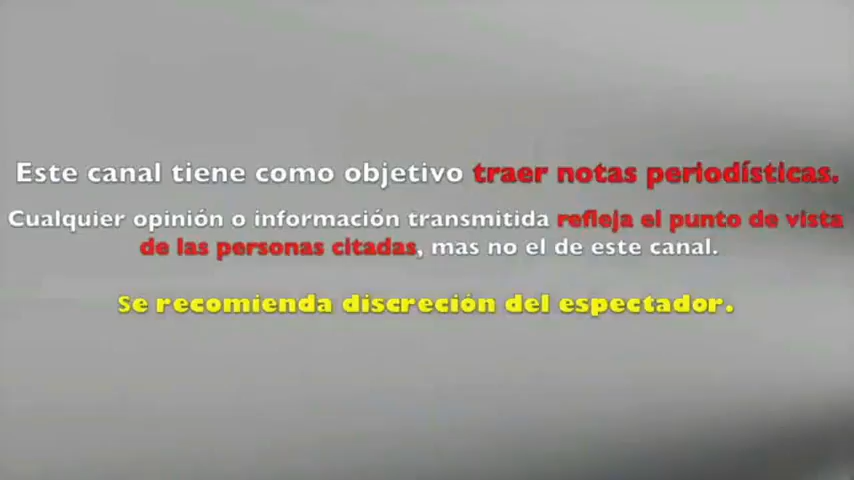 Este canal tiene como objetivo traer notas periodísticas.
Cualquier opinión o información transmitida refleja el punto de vista
de las personas citadas, mas no el de este canal.
Se recomienda discreción del espectador.